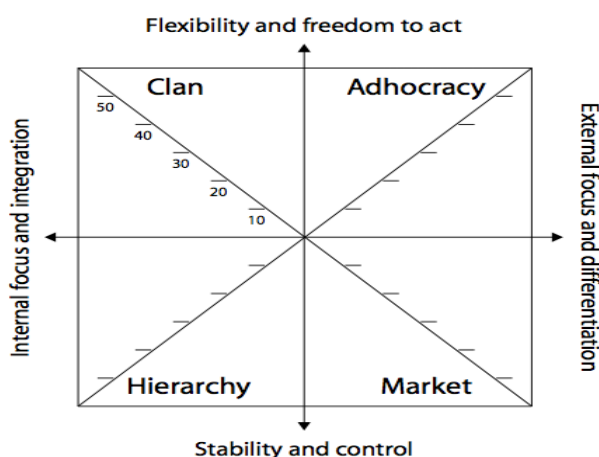 Flexibility and freedom to act
Clan
Adhocracy
50
40
30
20
10
Internal focus and integration
External focus and differentiation
Hierarchy
Market
Stability and control